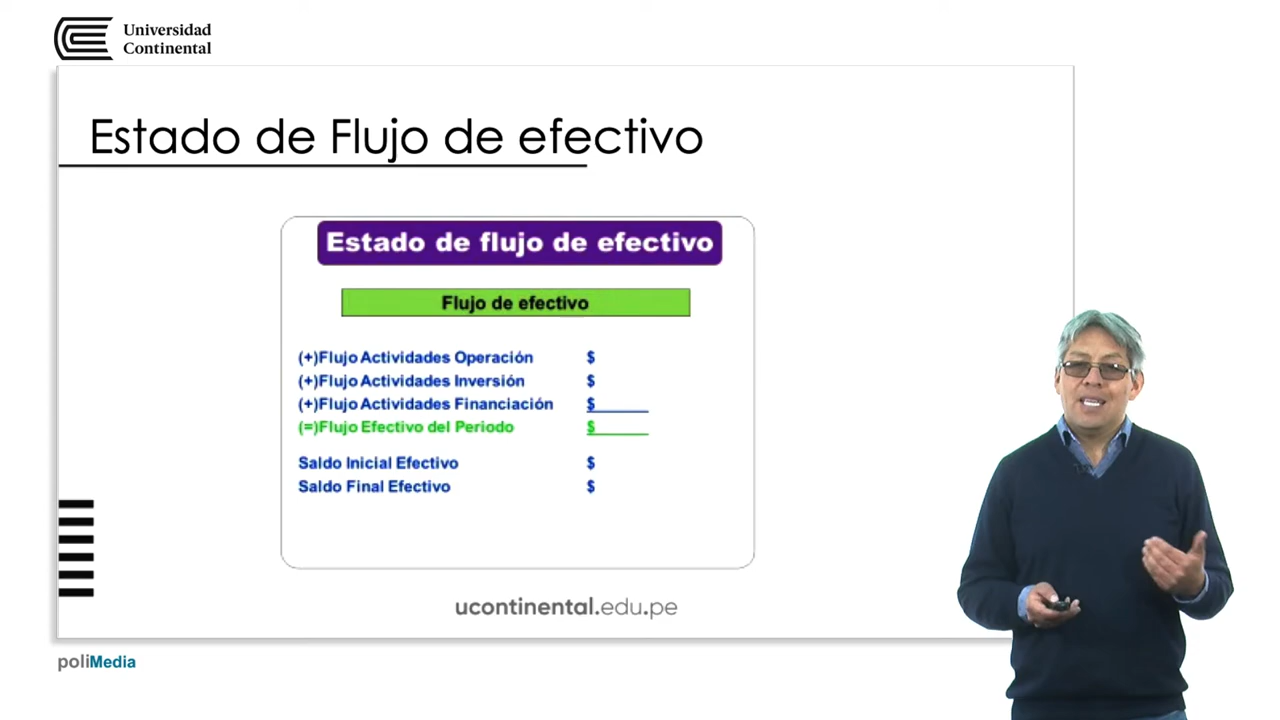 Universidad
Continental
Estado de Flujo de efectivo
Estado de flujo de efectivo
Flujo de efectivo
(+)Flujo Actividades Operación $
(+)Flujo Actividades Inversión $
(+)Flujo Actividades Financiación $
(=)Flujo Efectivo del Periodo $
Saldo Inicial Efectivo $
Saldo Final Efectivo $
ucontinental.edu.pe
poliMedia